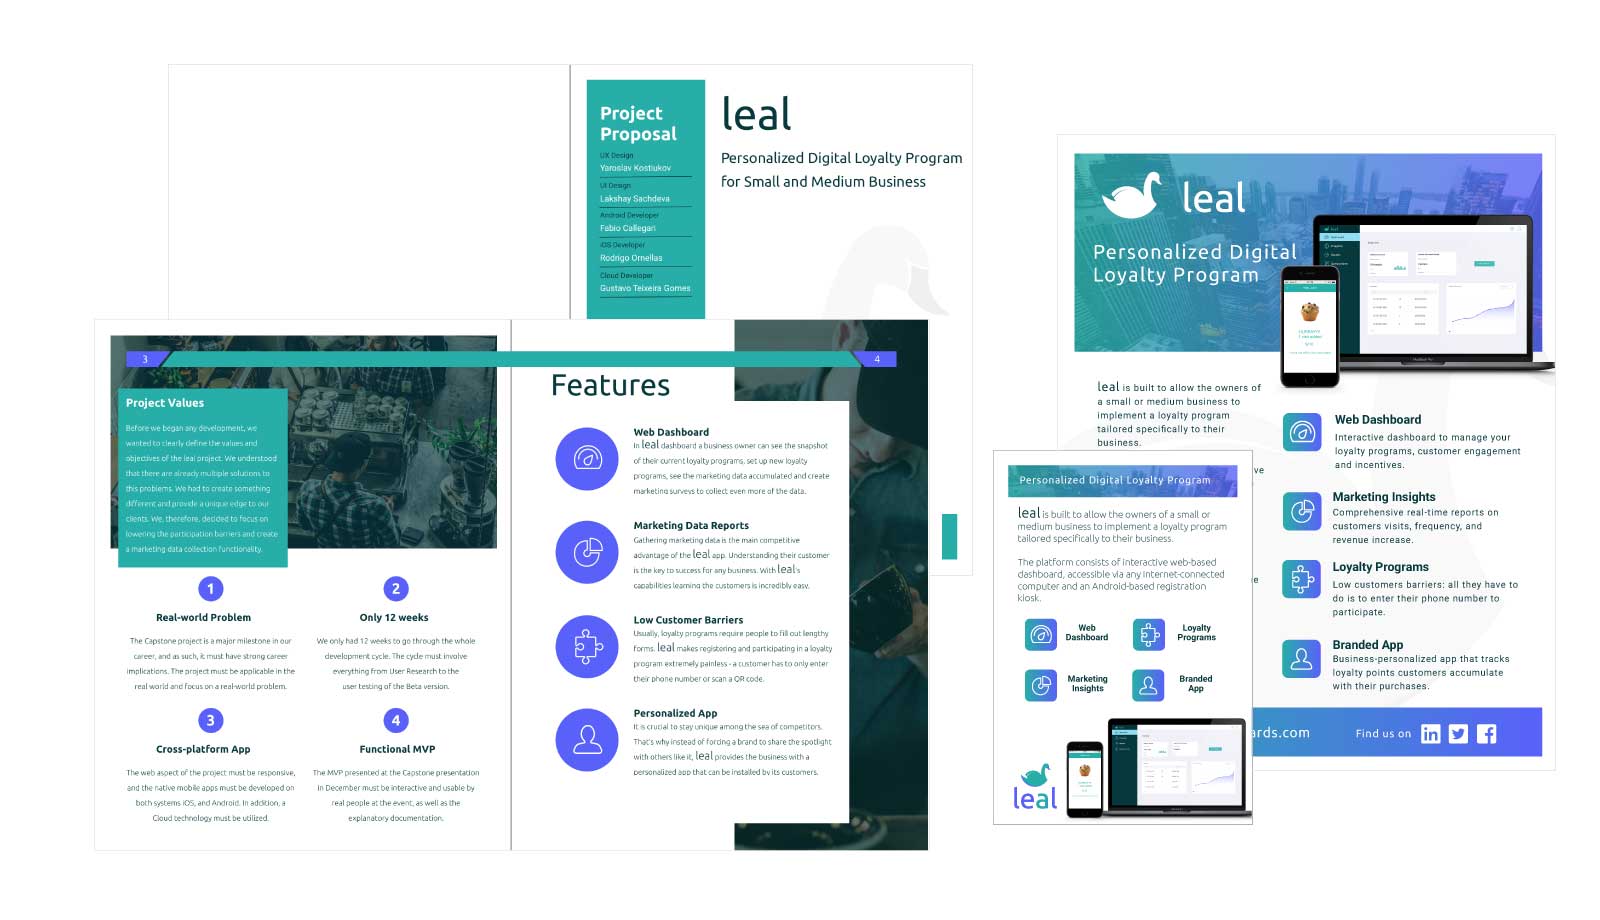 Project
Proposal
UX Design
Yaroslav Kostiukov
UI Design
Lakshay Sachdeva
Android Developer
Fabio Callegari
iOS Developer
Rodrigo Ornellas
Cloud Developer
Gustavo Teixeira Gomes
leal
Personalized Digital Loyalty Program
for Small and Medium Business
3
4
Project Values
Before we began any development, we
wanted to clearly define the values and
objectives of the leal project. We understood
that there are already multiple solutions to
this problems. We had to create something
different and provide a unique edge to our
clients. We, therefore, decided to focus on
lowering the participation barriers and create
a marketing data collection functionality.
1
Real-world Problem
The Capstone project is a major milestone in our
career, and as such, it must have strong career
implications. The project must be applicable in the
real world and focus on a real-world problem.
2
Only 12 weeks
We only had 12 weeks to go through the whole
development cycle. The cycle must involve
everything from User Research to the
user testing of the Beta version.
3
Cross-platform App
The web aspect of the project must be responsive,
and the native mobile apps must be developed on
both systems iOS, and Android. In addition, a
Cloud technology must be utilized.
4
Functional MVP
The MVP presented at the Capstone presentation
in December must be interactive and usable by
real people at the event, as well as the
explanatory documentation.
Features
Web Dashboard
In leal dashboard a business owner can see the snapshot
of their current loyalty programs, set up new loyalty
programs, see the marketing data accumulated and create
marketing surveys to collect even more of the data.
Marketing Data Reports
Gathering marketing data is the main competitive
advantage of the leal app. Understanding their customer
is the key to success for any business. With leal's
capabilities learning the customers is incredibly easy.
Low Customer Barriers
Usually, loyalty programs require people to fill out lengthy
forms. leal makes registering and participating in a loyalty
program extremely painless - a customer has to only enter
their phone number or scan a QR code.
Personalized App
It is crucial to stay unique among the sea of competitors.
That's why instead of forcing a brand to share the spotlight
with others like it, leal provides the business with a
personalized app that can be installed by its customers.
leal
Personalized Digital
Loyalty Program
leal is built to allow the owners of
a small or medium business to
implement a loyalty program
tailored specifically to their
business.
Web Dashboard
Interactive dashboard to manage your
loyalty programs, customer engagement
and incentives.
Marketing Insights
Comprehensive real-time reports on
customers visits, frequency, and
revenue increase.
Loyalty Programs
Low customers barriers: all they have to
do is to enter their phone number to
participate.
Branded App
Business-personalized app that tracks
loyalty points customers accumulate
with their purchases.
ards.com
Find us on
Personalized Digital Loyalty Program
leal is built to allow the owners of a small or
medium business to implement a loyalty program
tailored specifically to their business.
The platform consists of interactive web-based
dashboard, accessible via any internet-connected
computer and an Android-based registration
kiosk.
Web
Dashboard
Loyalty
Programs
Marketing
Insights
Branded
App
leal